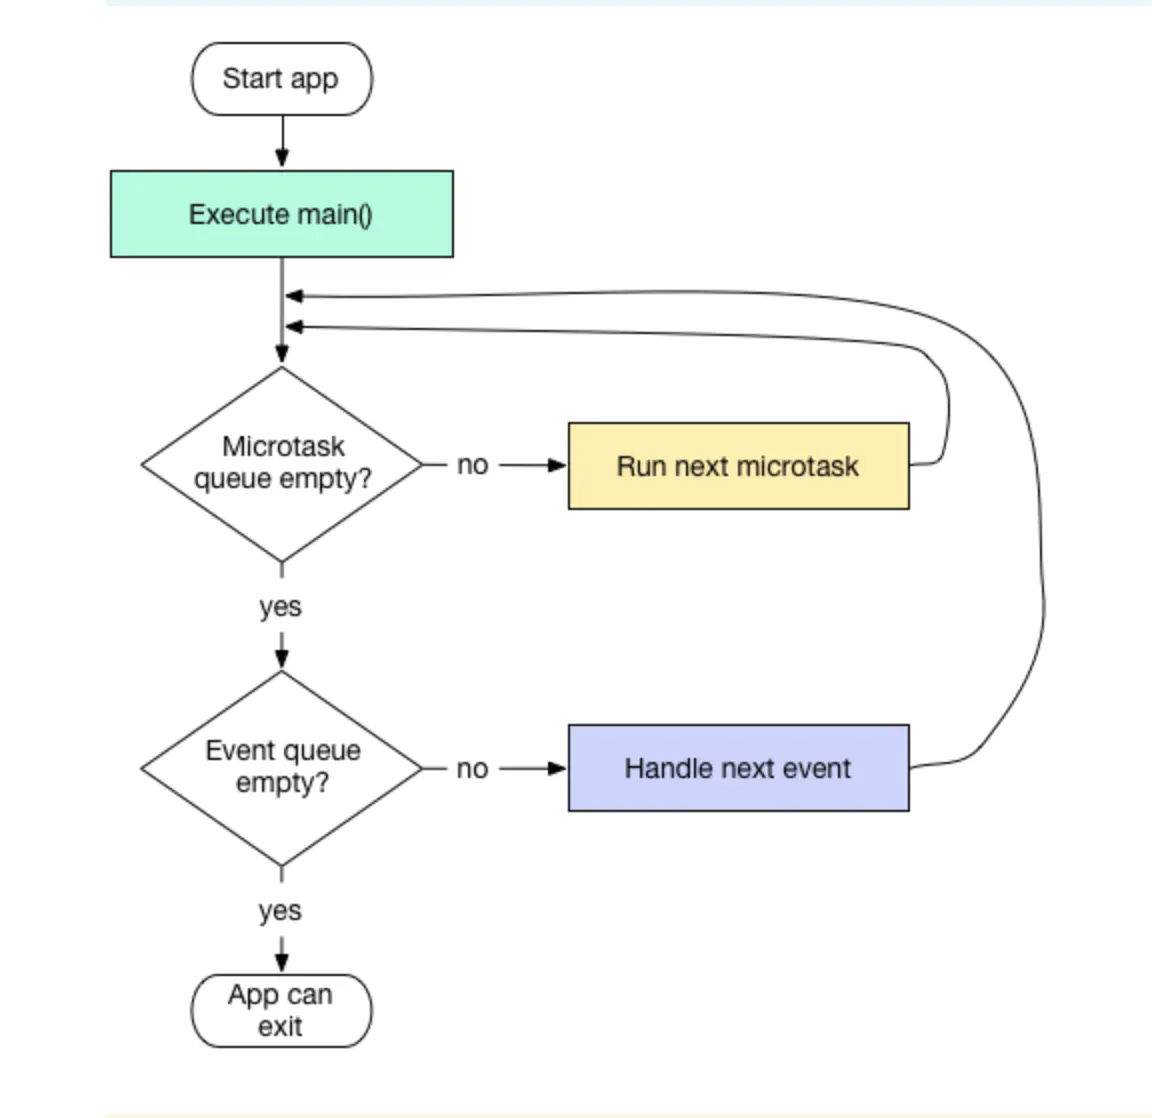 Start app
Execute main()
Microtask
queue empty?
no
Run next microtask
yes
Event queue
empty?
no
Handle next event
yes
App can
exit